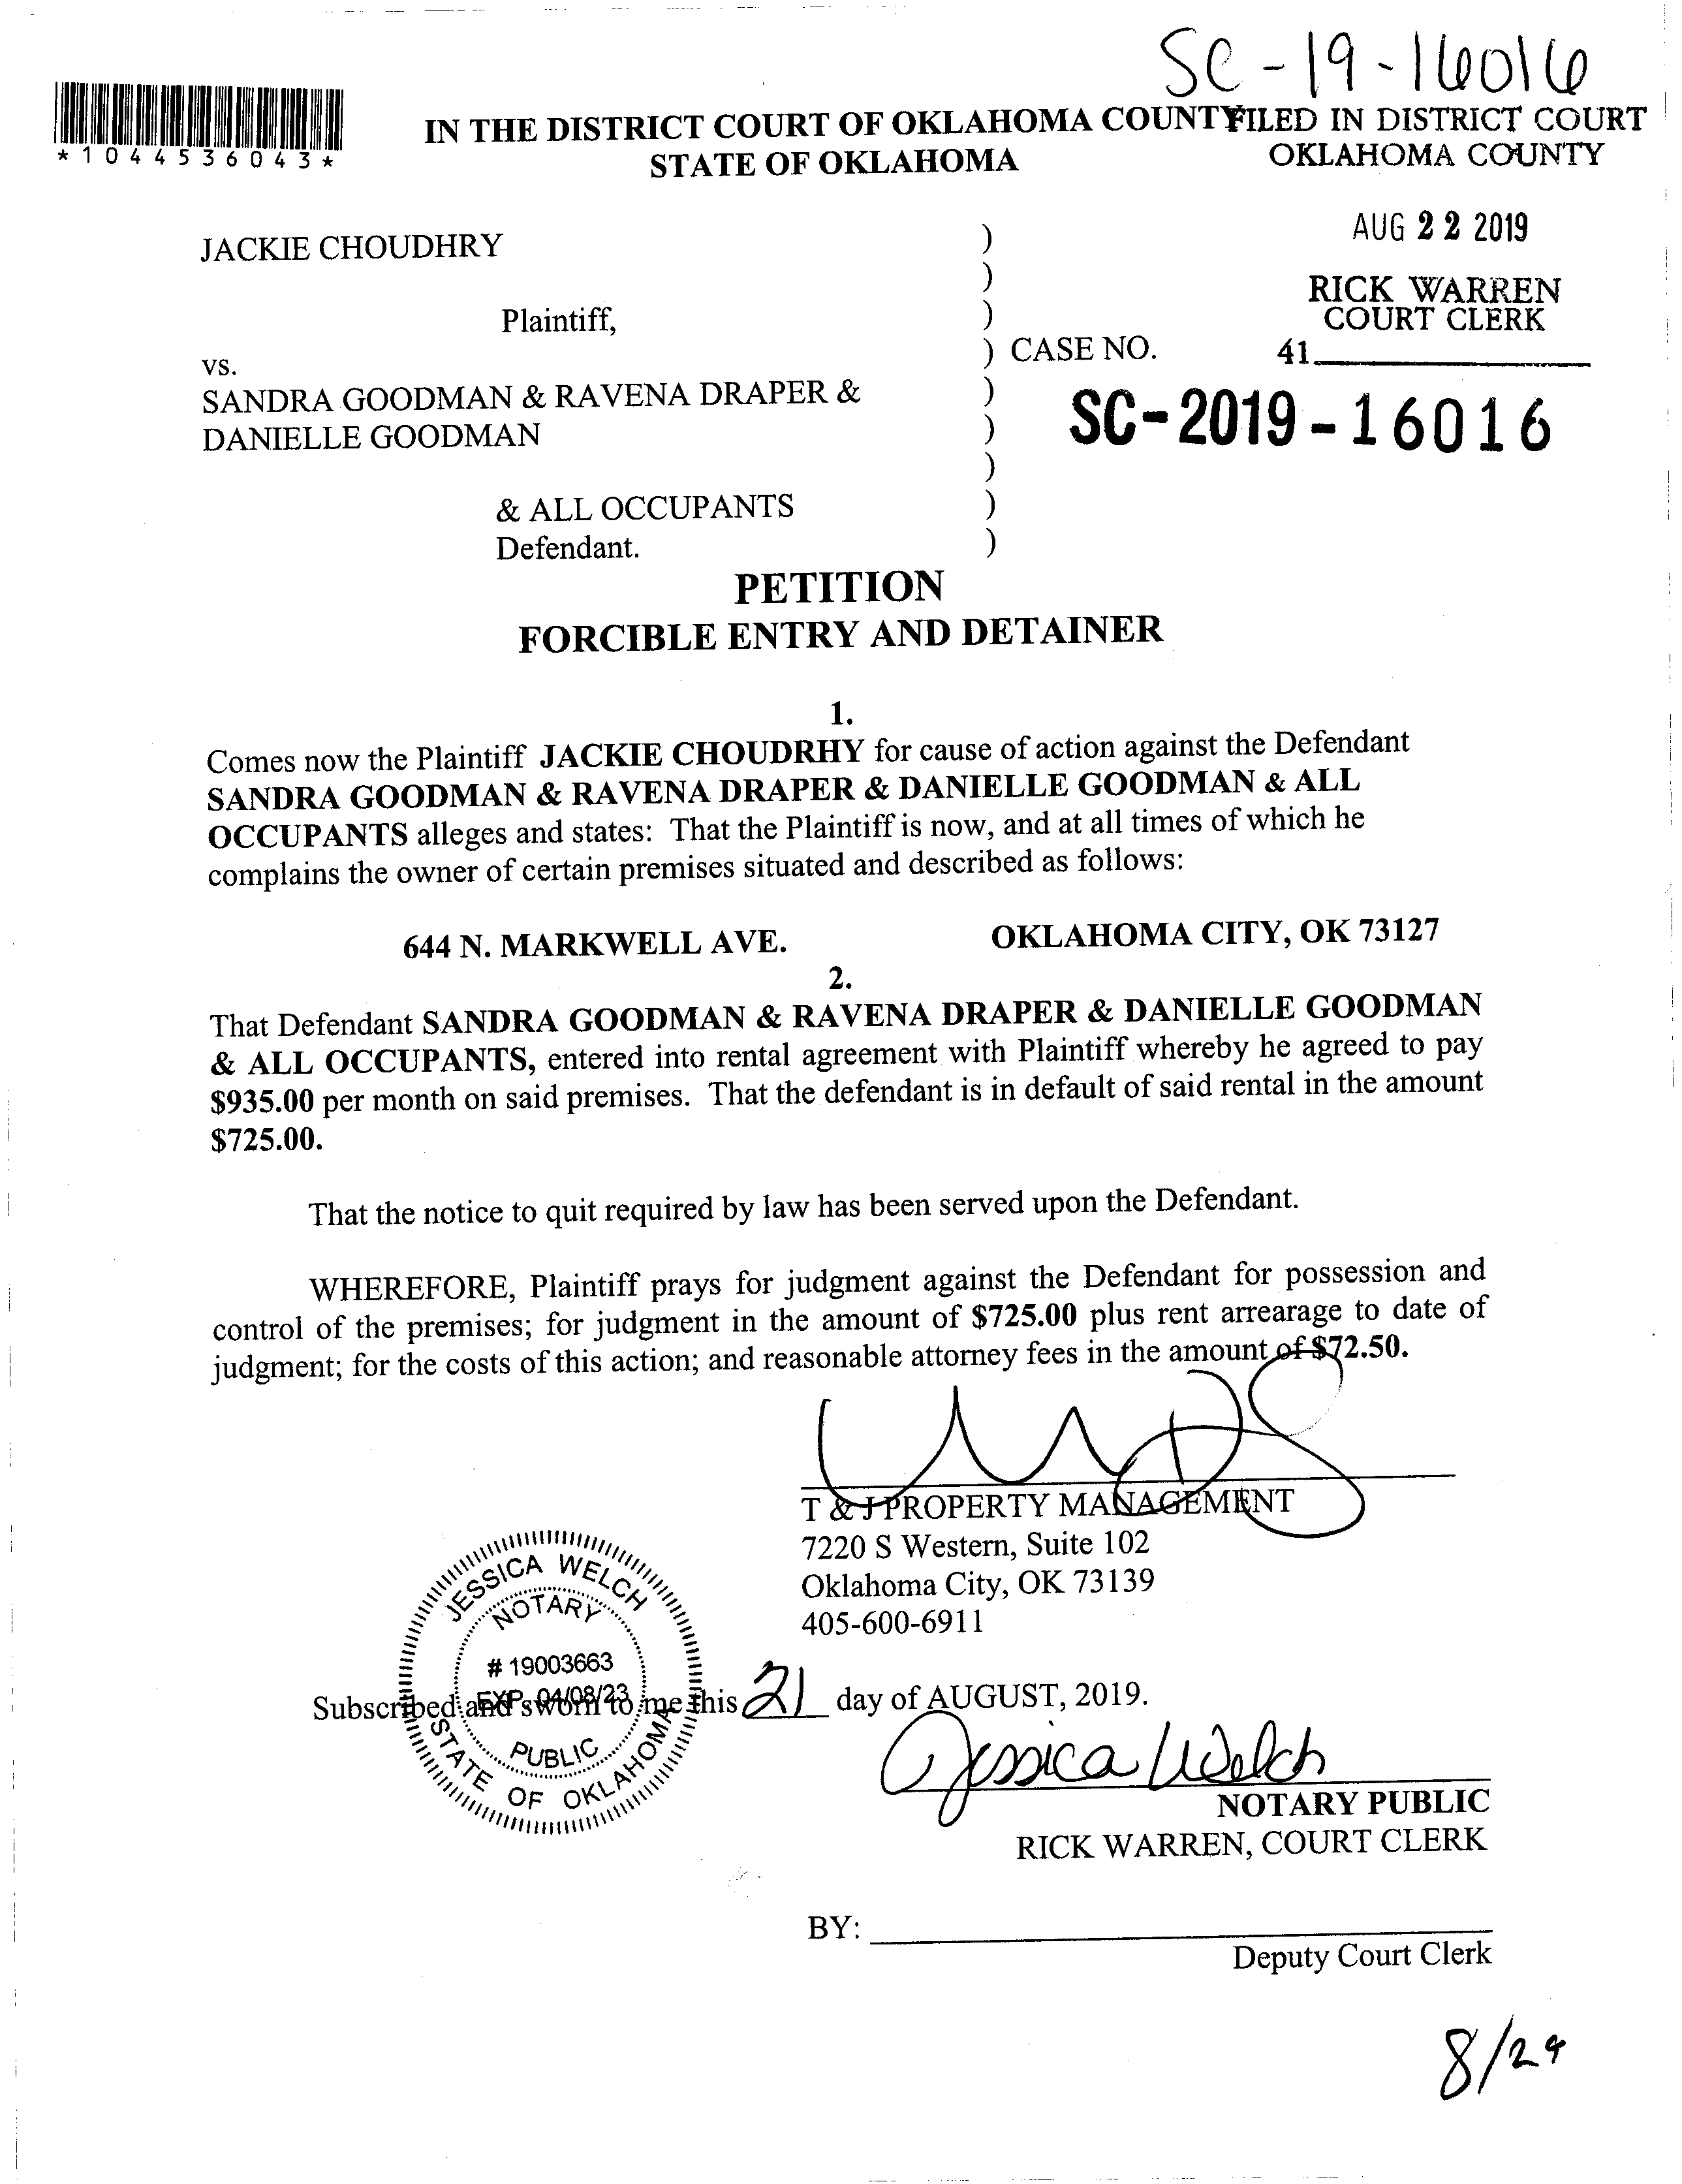 SC-19-16016
*1044536043*
IN THE DISTRICT COURT OF OKLAHOMA COUNTY
STATE OF OKLAHOMA
FILED IN DISTRICT COURT
OKLAHOMA COUNTY
AUG 22 2019
RICK WARREN
COURT CLERK
41
JACKIE CHOUDHRY )
)
Plaintiff, )
vs. ) CASE NO.
SANDRA GOODMAN & RAVENA DRAPER & )
DANIELLE GOODMAN )
SC-2019-16016
)
& ALL OCCUPANTS )
Defendant. )
PETITION
FORCIBLE ENTRY AND DETAINER
1.
Comes now the Plaintiff JACKIE CHOUDRHY for cause of action against the Defendant
SANDRA GOODMAN & RAVENA DRAPER & DANIELLE GOODMAN & ALL
OCCUPANTS alleges and states: That the Plaintiff is now, and at all times of which he
complains the owner of certain premises situated and described as follows:
644 N. MARKWELL AVE. OKLAHOMA CITY, OK 73127
2.
That Defendant SANDRA GOODMAN & RAVENA DRAPER & DANIELLE GOODMAN
& ALL OCCUPANTS, entered into rental agreement with Plaintiff whereby he agreed to pay
$935.00 per month on said premises. That the defendant is in default of said rental in the amount
$725.00.
That the notice to quit required by law has been served upon the Defendant.
WHEREFORE, Plaintiff prays for judgment against the Defendant for possession and
control of the premises; for judgment in the amount of $725.00 plus rent arrearage to date of
judgment; for the costs of this action; and reasonable attorney fees in the amount of $72.50.
T & J PROPERTY MANAGEMENT
7220 S Western, Suite 102
Oklahoma City, OK 73139
405-600-6911
JESSICA WELCH
NOTARY
# 19003663
EXP. 04/08/23
PUBLIC
STATE OF OKLAHOMA
Subscribed and sworn to me this 21 day of AUGUST, 2019.
Jessica Welch
NOTARY PUBLIC
RICK WARREN, COURT CLERK
BY:
Deputy Court Clerk
8/29